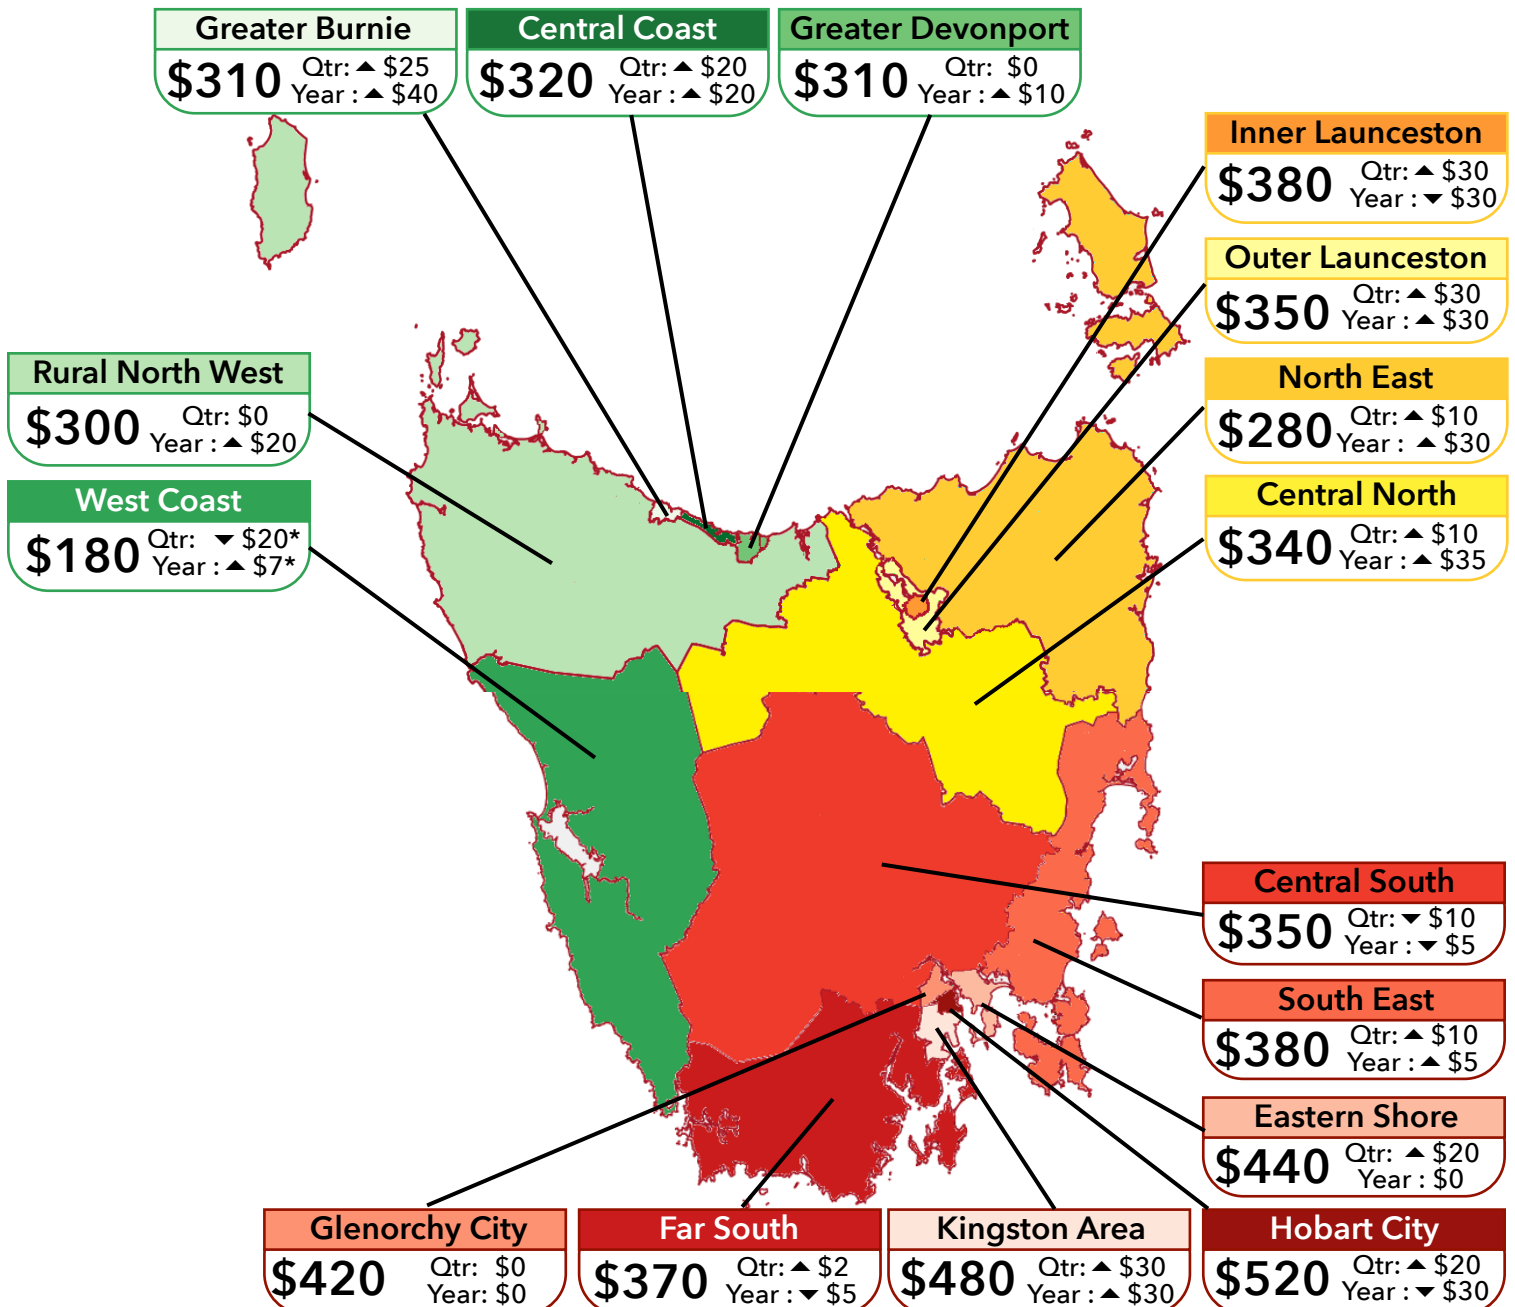 Greater Burnie
$310 Qtr: ▲ $25
Year : ▲ $40
Central Coast
$320 Qtr: ▲ $20
Year : ▲ $20
Greater Devonport
$310 Qtr: $0
Year : ▲ $10
Inner Launceston
$380 Qtr: ▲ $30
Year : ▼ $30
Outer Launceston
$350 Qtr: ▲ $30
Year : ▲ $30
Rural North West
$300 Qtr: $0
Year : ▲ $20
North East
$280 Qtr: ▲ $10
Year : ▲ $30
West Coast
$180 Qtr: ▼ $20*
Year : ▲ $7*
Central North
$340 Qtr: ▲ $10
Year : ▲ $35
Central South
$350 Qtr: ▼ $10
Year : ▼ $5
South East
$380 Qtr: ▲ $10
Year : ▲ $5
Eastern Shore
$440 Qtr: ▲ $20
Year : $0
Glenorchy City
$420 Qtr: $0
Year: $0
Far South
$370 Qtr: ▲ $2
Year : ▼ $5
Kingston Area
$480 Qtr: ▲ $30
Year : ▲ $30
Hobart City
$520 Qtr: ▲ $20
Year : ▼ $30